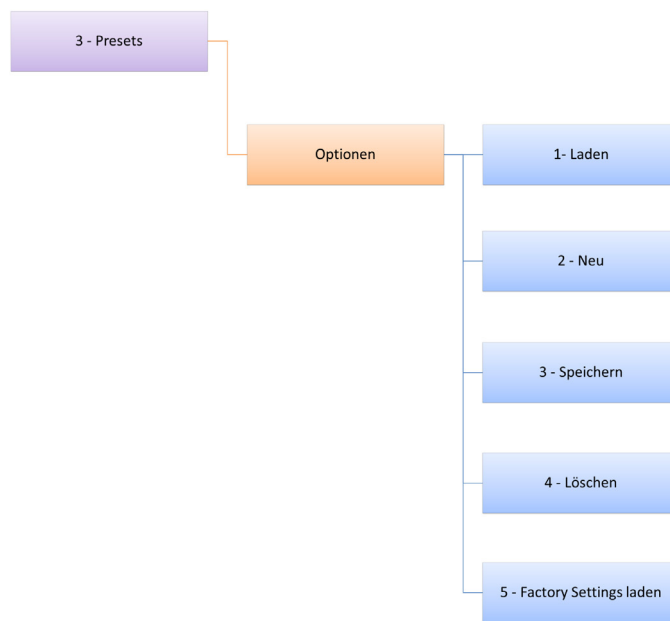 3 - Presets
Optionen
1- Laden
2 - Neu
3 - Speichern
4 - Löschen
5 - Factory Settings laden